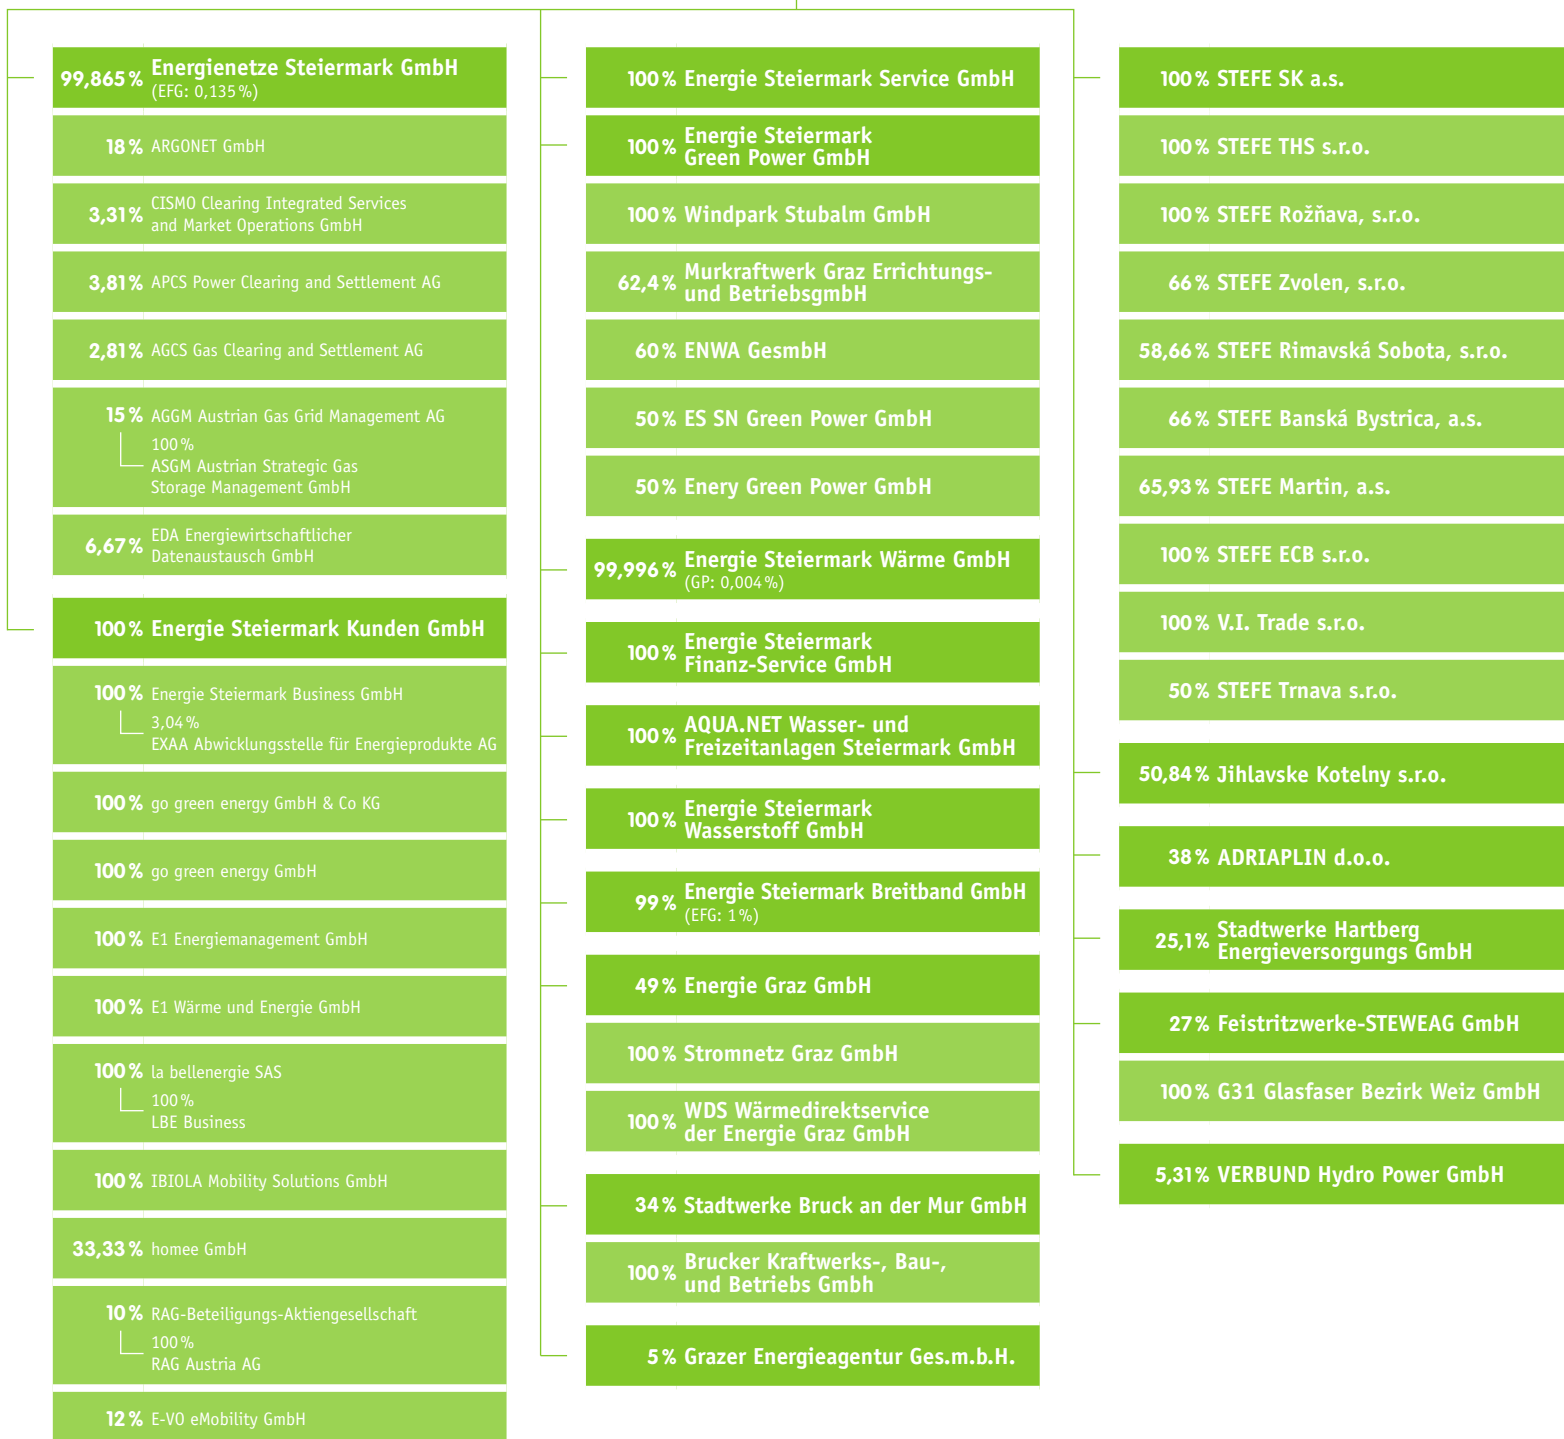 99,865 % Energienetze Steiermark GmbH
(EFG: 0,135 %)
18 % ARGONET GmbH
3,31 % CISMO Clearing Integrated Services
and Market Operations GmbH
3,81 % APCS Power Clearing and Settlement AG
2,81 % AGCS Gas Clearing and Settlement AG
15 % AGGM Austrian Gas Grid Management AG
100 %
ASGM Austrian Strategic Gas
Storage Management GmbH
6,67 % EDA Energiewirtschaftlicher
Datenaustausch GmbH
100 % Energie Steiermark Kunden GmbH
100 % Energie Steiermark Business GmbH
3,04 %
EXAA Abwicklungsstelle für Energieprodukte AG
100 % go green energy GmbH & Co KG
100 % go green energy GmbH
100 % E1 Energiemanagement GmbH
100 % E1 Wärme und Energie GmbH
100 % la bellenergie SAS
100 %
LBE Business
100 % IBIOLA Mobility Solutions GmbH
33,33 % homee GmbH
10 % RAG-Beteiligungs-Aktiengesellschaft
100 %
RAG Austria AG
12 % E-VO eMobility GmbH
100 % Energie Steiermark Service GmbH
100 % Energie Steiermark
Green Power GmbH
100 % Windpark Stubalm GmbH
62,4 % Murkraftwerk Graz Errichtungs-
und BetriebsgmbH
60 % ENWA GesmbH
50 % ES SN Green Power GmbH
50 % Enery Green Power GmbH
99,996 % Energie Steiermark Wärme GmbH
(GP: 0,004 %)
100 % Energie Steiermark
Finanz-Service GmbH
100 % AQUA.NET Wasser- und
Freizeitanlagen Steiermark GmbH
100 % Energie Steiermark
Wasserstoff GmbH
99 % Energie Steiermark Breitband GmbH
(EFG: 1 %)
49 % Energie Graz GmbH
100 % Stromnetz Graz GmbH
100 % WDS Wärmedirektservice
der Energie Graz GmbH
34 % Stadtwerke Bruck an der Mur GmbH
100 % Brucker Kraftwerks-, Bau-,
und Betriebs Gmbh
5 % Grazer Energieagentur Ges.m.b.H.
100 % STEFE SK a.s.
100 % STEFE THS s.r.o.
100 % STEFE Rožňava, s.r.o.
66 % STEFE Zvolen, s.r.o.
58,66 % STEFE Rimavská Sobota, s.r.o.
66 % STEFE Banská Bystrica, a.s.
65,93 % STEFE Martin, a.s.
100 % STEFE ECB s.r.o.
100 % V.I. Trade s.r.o.
50 % STEFE Trnava s.r.o.
50,84 % Jihlavske Kotelny s.r.o.
38 % ADRIAPLIN d.o.o.
25,1 % Stadtwerke Hartberg
Energieversorgungs GmbH
27 % Feistritzwerke-STEWEAG GmbH
100 % G31 Glasfaser Bezirk Weiz GmbH
5,31 % VERBUND Hydro Power GmbH